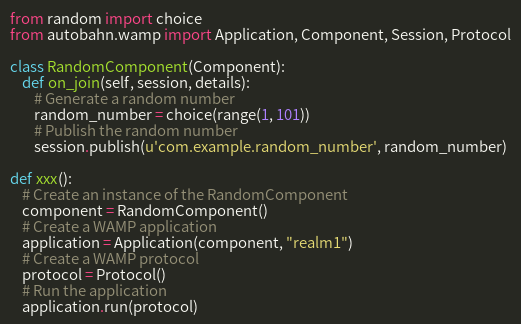 from random import choice
from autobahn.wamp import Application, Component, Session, Protocol

class RandomComponent(Component):
    def on_join(self, session, details):
        # Generate a random number
        random_number = choice(range(1, 101))
        # Publish the random number
        session.publish(u'com.example.random_number', random_number)

def xxx():
    # Create an instance of the RandomComponent
    component = RandomComponent()
    # Create a WAMP application
    application = Application(component, "realm1")
    # Create a WAMP protocol
    protocol = Protocol()
    # Run the application
    application.run(protocol)